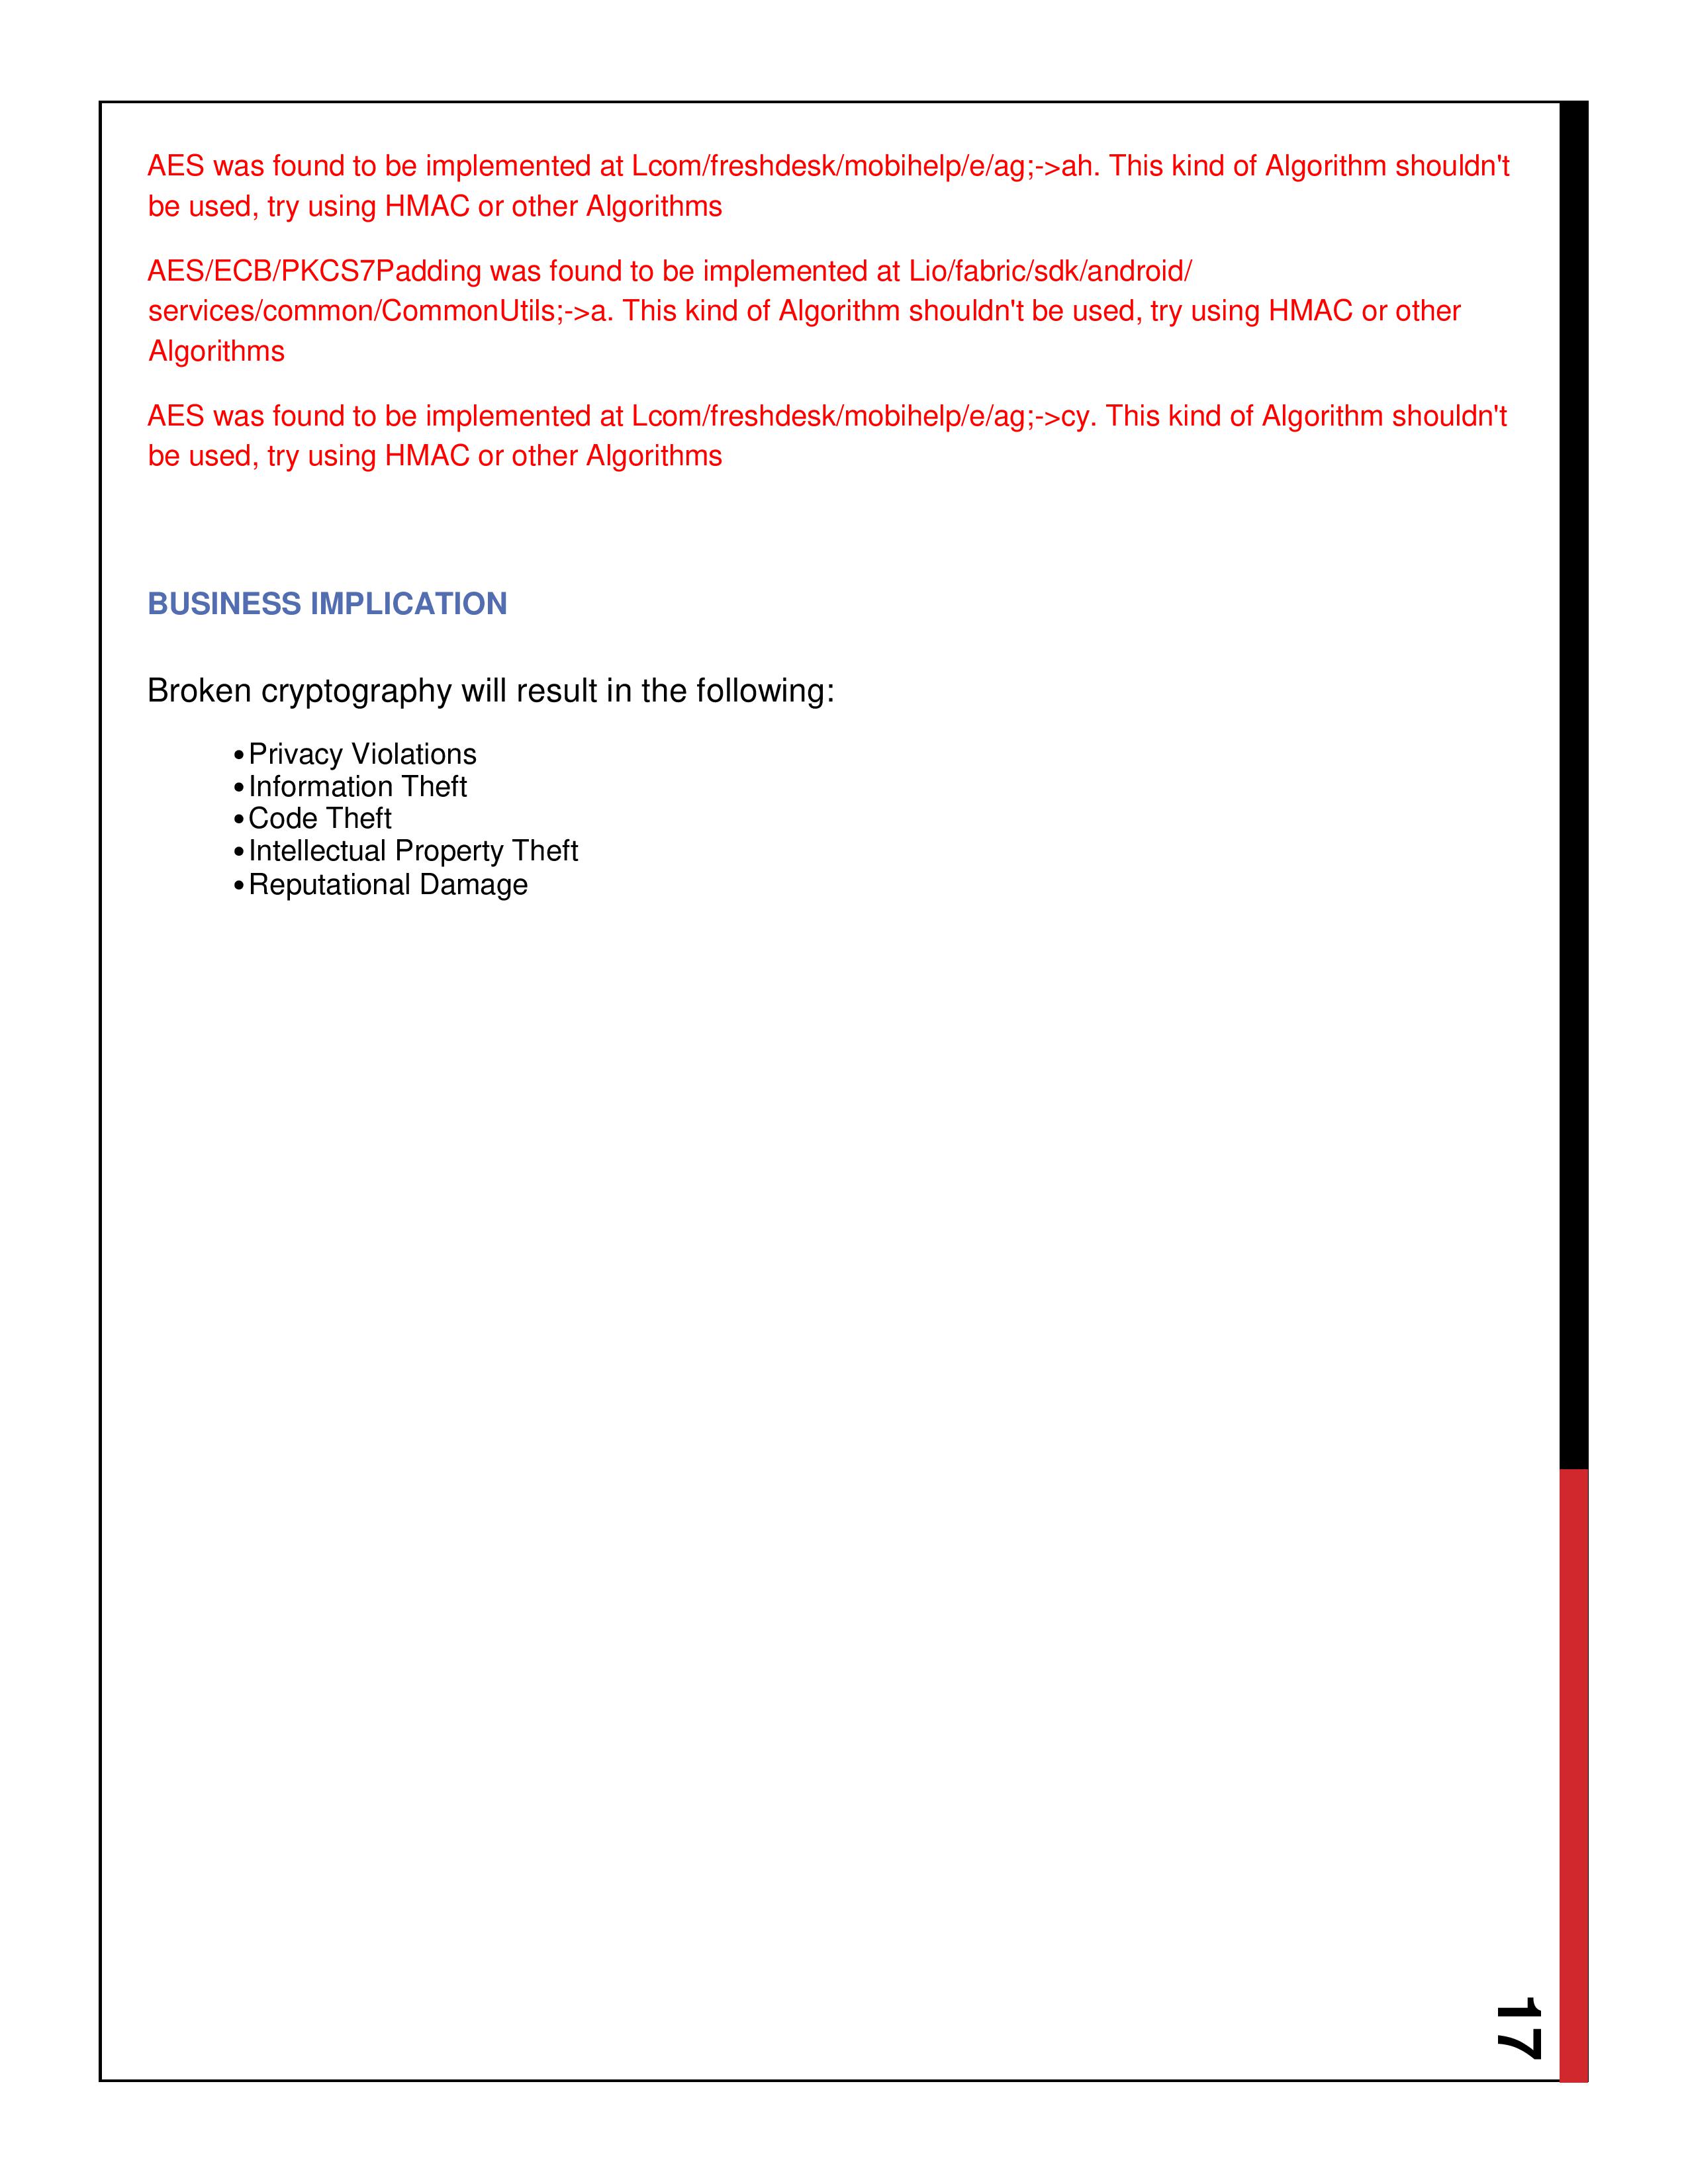 AES was found to be implemented at Lcom/freshdesk/mobihelp/e/ag;->ah. This kind of Algorithm shouldn't
be used, try using HMAC or other Algorithms
AES/ECB/PKCS7Padding was found to be implemented at Lio/fabric/sdk/android/
services/common/CommonUtils;->a. This kind of Algorithm shouldn't be used, try using HMAC or other
Algorithms
AES was found to be implemented at Lcom/freshdesk/mobihelp/e/ag;->cy. This kind of Algorithm shouldn't
be used, try using HMAC or other Algorithms
BUSINESS IMPLICATION
Broken cryptography will result in the following:
•Privacy Violations
•Information Theft
•Code Theft
•Intellectual Property Theft
•Reputational Damage
17